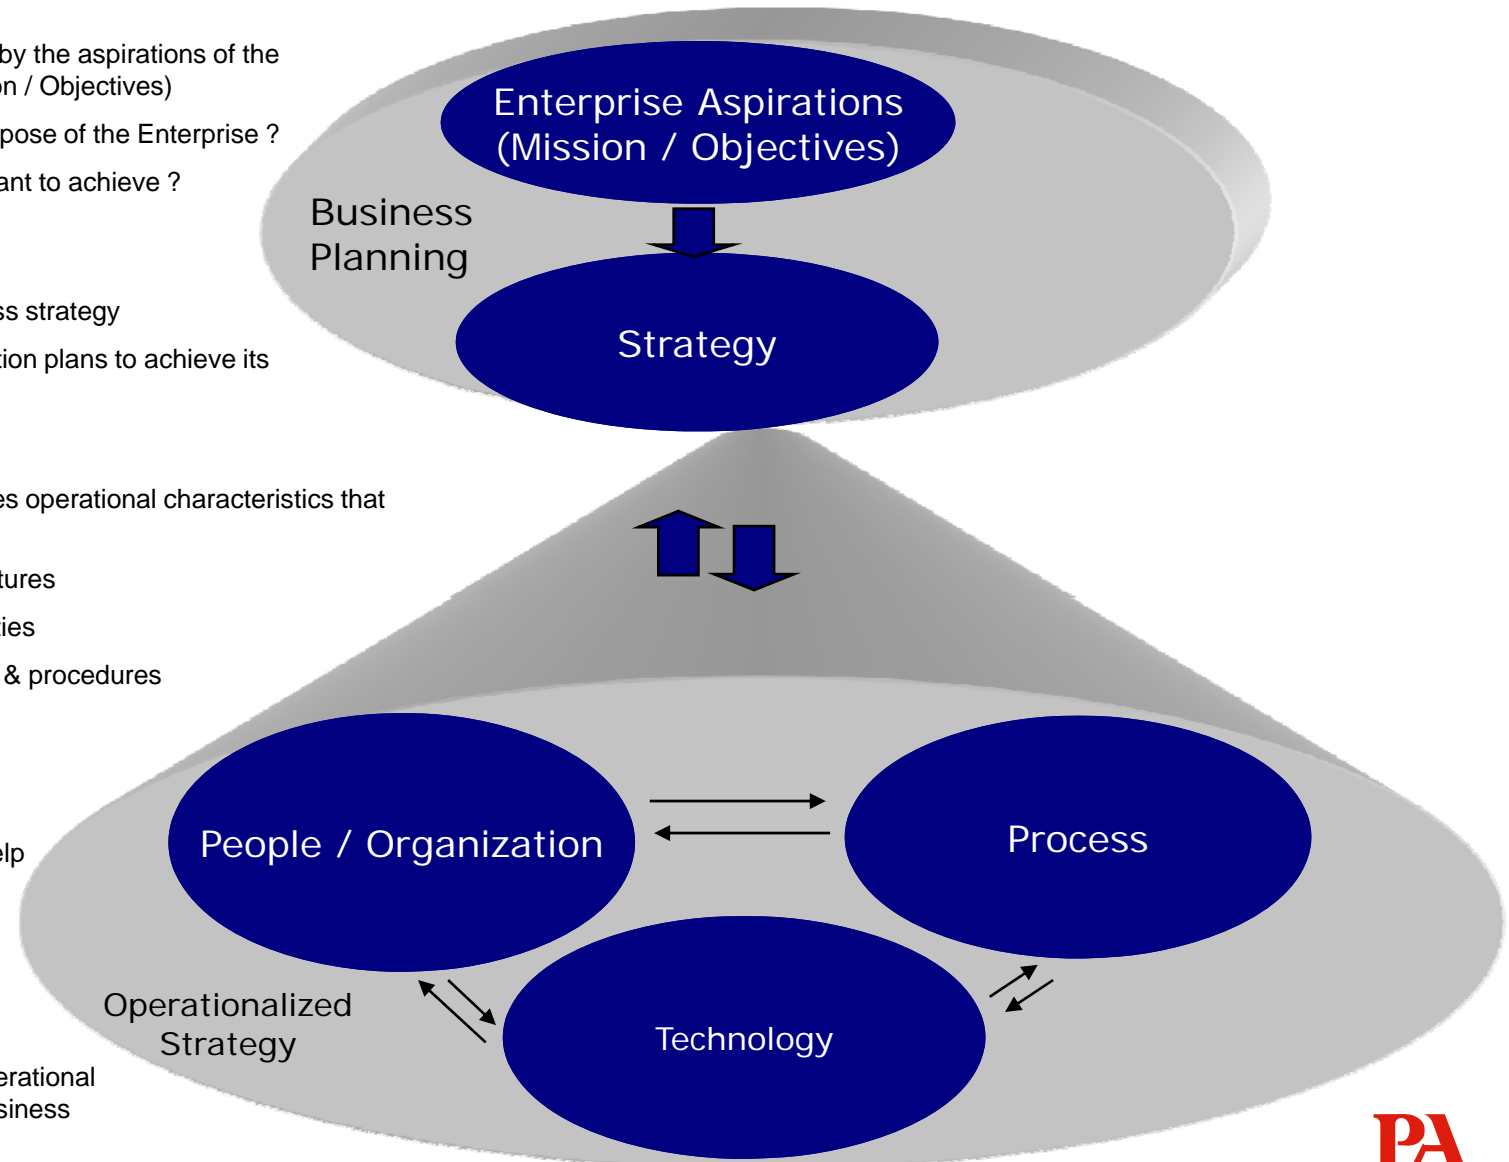 by the aspirations of the
on / Objectives)
pose of the Enterprise ?
ant to achieve ?
ss strategy
tion plans to achieve its
es operational characteristics that
tures
ties
& procedures
elp
erational
siness
Enterprise Aspirations
(Mission / Objectives)
Business
Planning
Strategy
People / Organization
Process
Technology
Operationalized
Strategy
PA